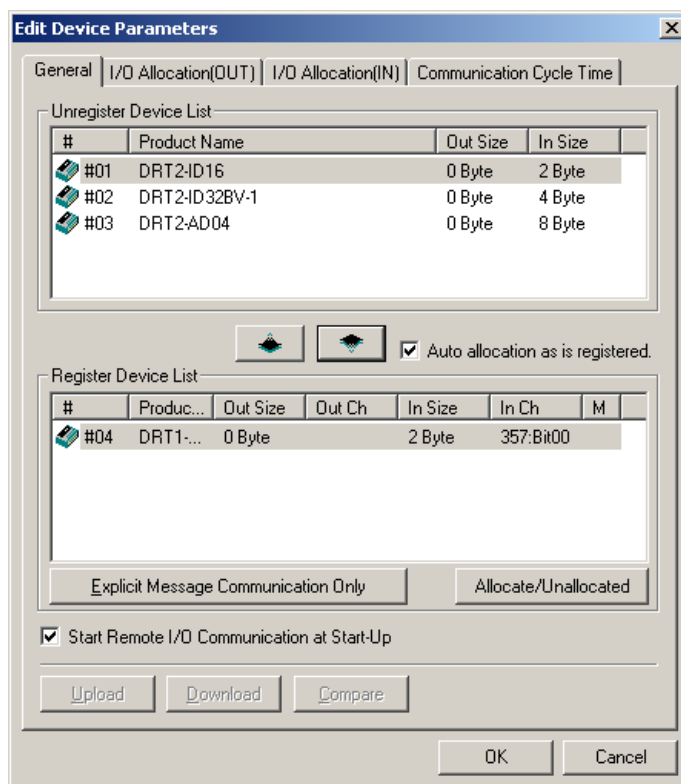 Edit Device Parameters
General I/O Allocation(OUT) I/O Allocation(IN) Communication Cycle Time
Unregister Device List
# Product Name Out Size In Size
#01 DRT2-ID16 0 Byte 2 Byte
#02 DRT2-ID32BV-1 0 Byte 4 Byte
#03 DRT2-AD04 0 Byte 8 Byte
Auto allocation as is registered.
Register Device List
# Produc... Out Size Out Ch In Size In Ch M
#04 DRT1-... 0 Byte 2 Byte 357:Bit00
Explicit Message Communication Only Allocate/Unallocated
Start Remote I/O Communication at Start-Up
Upload Download Compare
OK Cancel